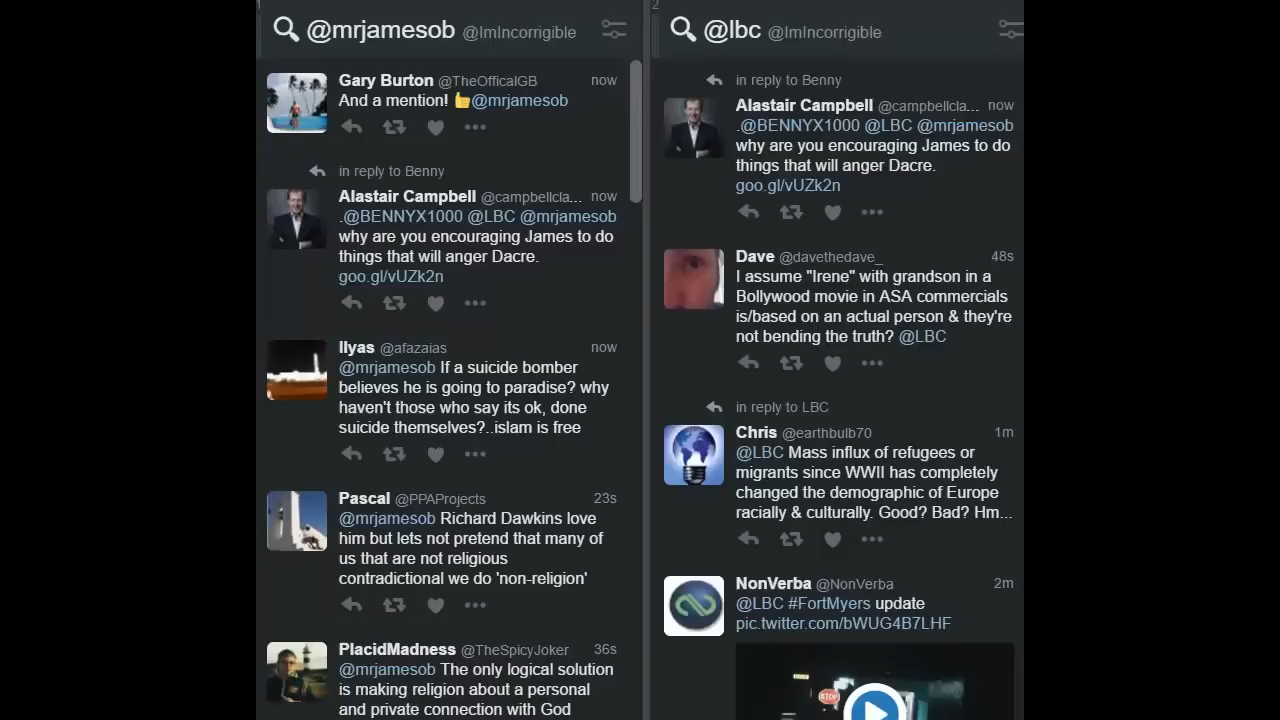 1
@mrjamesob @ImIncorrigible
Gary Burton @TheOfficalGB now
And a mention! 👍@mrjamesob
in reply to Benny
Alastair Campbell @campbellcla... now
.@BENNYX1000 @LBC @mrjamesob
why are you encouraging James to do
things that will anger Dacre.
goo.gl/vUZk2n
Ilyas @afazaias now
@mrjamesob If a suicide bomber
believes he is going to paradise? why
haven't those who say its ok, done
suicide themselves?..islam is free
Pascal @PPAProjects 23s
@mrjamesob Richard Dawkins love
him but lets not pretend that many of
us that are not religious
contradictional we do 'non-religion'
PlacidMadness @TheSpicyJoker 36s
@mrjamesob The only logical solution
is making religion about a personal
and private connection with God
2
@lbc @ImIncorrigible
in reply to Benny
Alastair Campbell @campbellcla... now
.@BENNYX1000 @LBC @mrjamesob
why are you encouraging James to do
things that will anger Dacre.
goo.gl/vUZk2n
Dave @davethedave_ 48s
I assume "Irene" with grandson in a
Bollywood movie in ASA commercials
is/based on an actual person & they're
not bending the truth? @LBC
in reply to LBC
Chris @earthbulb70 1m
@LBC Mass influx of refugees or
migrants since WWII has completely
changed the demographic of Europe
racially & culturally. Good? Bad? Hm...
NonVerba @NonVerba 2m
@LBC #FortMyers update
pic.twitter.com/bWUG4B7LHF
STOP